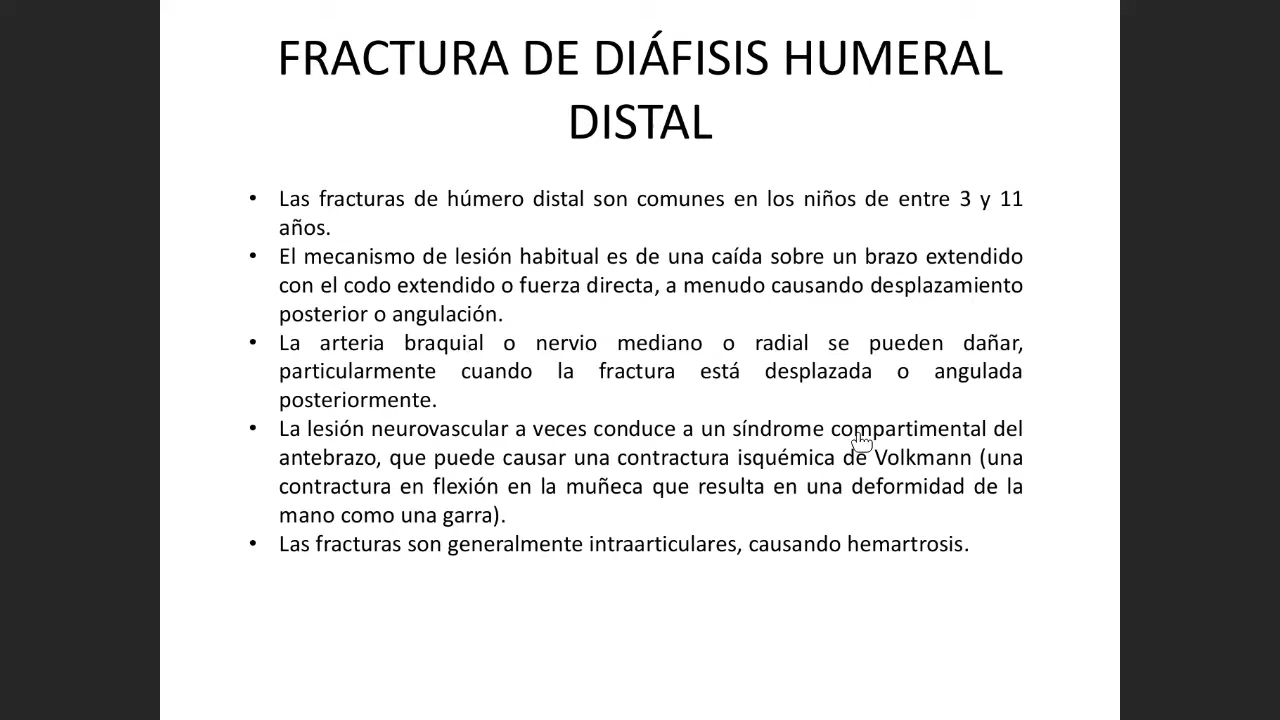 FRACTURA DE DIÁFISIS HUMERAL
DISTAL
• Las fracturas de húmero distal son comunes en los niños de entre 3 y 11
años.
• El mecanismo de lesión habitual es de una caída sobre un brazo extendido
con el codo extendido o fuerza directa, a menudo causando desplazamiento
posterior o angulación.
• La arteria braquial o nervio mediano o radial se pueden dañar,
particularmente cuando la fractura está desplazada o angulada
posteriormente.
• La lesión neurovascular a veces conduce a un síndrome compartimental del
antebrazo, que puede causar una contractura isquémica de Volkmann (una
contractura en flexión en la muñeca que resulta en una deformidad de la
mano como una garra).
• Las fracturas son generalmente intraarticulares, causando hemartrosis.